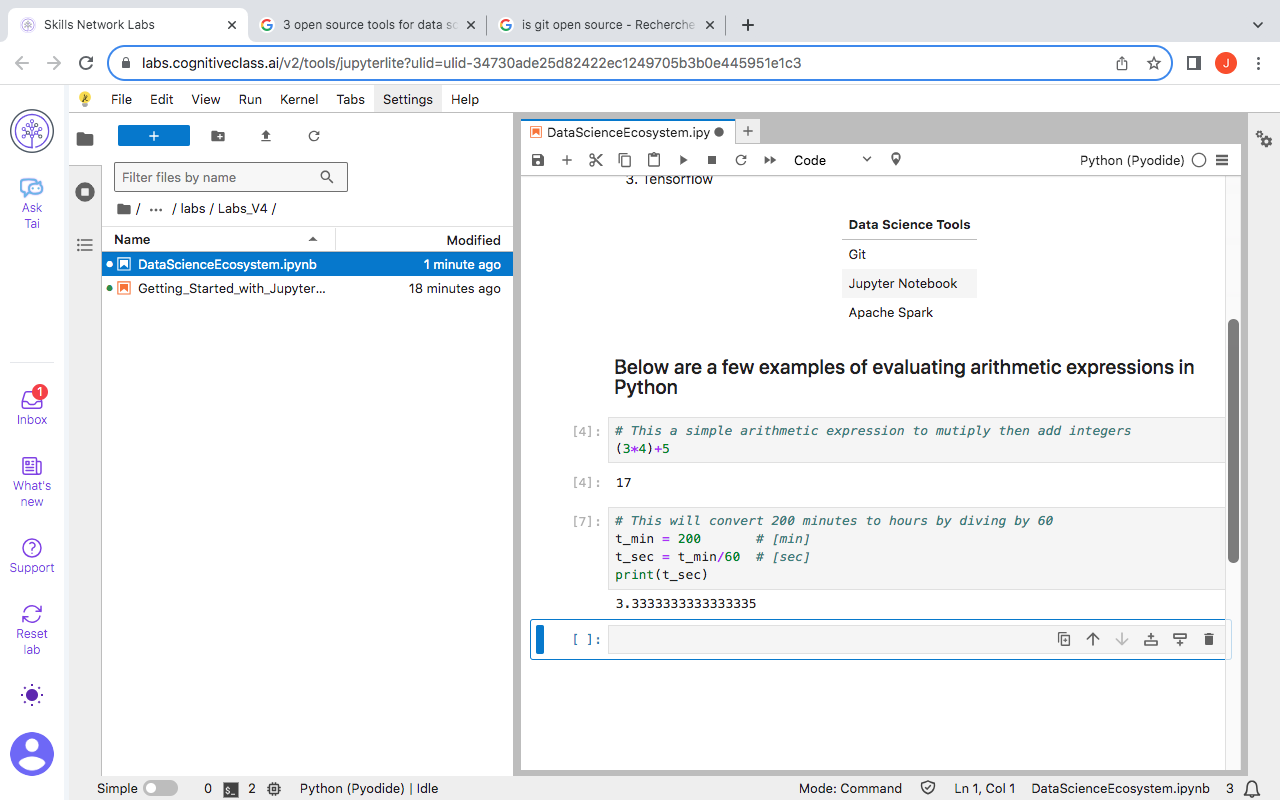 Skills Network Labs
3 open source tools for data sc
is git open source - Recherche
labs.cognitiveclass.ai/v2/tools/jupyterlite?ulid=ulid-34730ade25d82422ec1249705b3b0e445951e1c3
J
File Edit View Run Kernel Tabs Settings Help
Ask
Tai
1
Inbox
What's
new
Support
Reset
lab
+
Filter files by name
/ ··· / labs / Labs_V4 /
Name Modified
DataScienceEcosystem.ipynb 1 minute ago
Getting_Started_with_Jupyter... 18 minutes ago
DataScienceEcosystem.ipy
Code
Python (Pyodide)
3. Tensorflow
Data Science Tools
Git
Jupyter Notebook
Apache Spark
Below are a few examples of evaluating arithmetic expressions in
Python
[4]: # This a simple arithmetic expression to mutiply then add integers
(3*4)+5
[4]: 17
[7]: # This will convert 200 minutes to hours by diving by 60
t_min = 200 # [min]
t_sec = t_min/60 # [sec]
print(t_sec)
3.3333333333333335
[ ]:
Simple 0 $_ 2 Python (Pyodide) | Idle Mode: Command Ln 1, Col 1 DataScienceEcosystem.ipynb 3